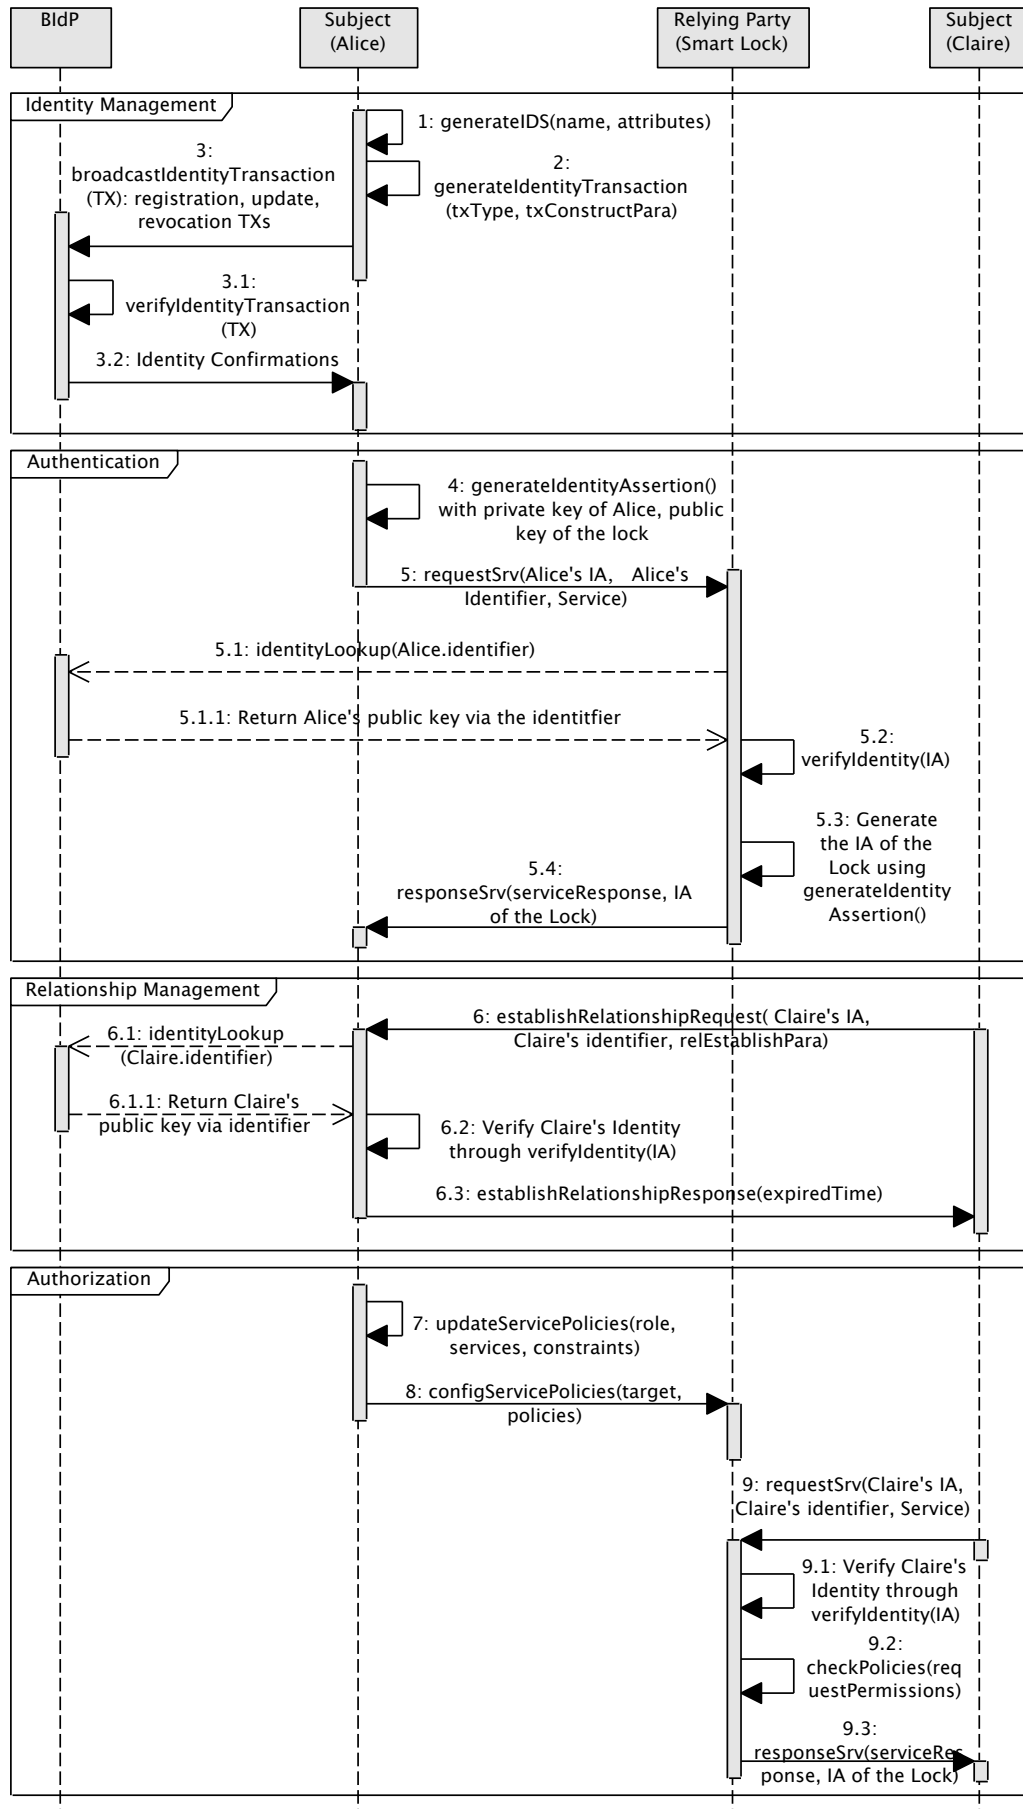 BIdP
Subject
(Alice)
Relying Party
(Smart Lock)
Subject
(Claire)
Identity Management
1: generateIDS(name, attributes)
2:
generateIdentityTransaction
(txType, txConstructPara)
3:
broadcastIdentityTransaction
(TX): registration, update,
revocation TXs
3.1:
verifyIdentityTransaction
(TX)
3.2: Identity Confirmations
Authentication
4: generateIdentityAssertion()
with private key of Alice, public
key of the lock
5: requestSrv(Alice's IA, Alice's
Identifier, Service)
5.1: identityLookup(Alice.identifier)
5.1.1: Return Alice's public key via the identitfier
5.2:
verifyIdentity(IA)
5.3: Generate
the IA of the
Lock using
generateIdentity
Assertion()
5.4:
responseSrv(serviceResponse, IA
of the Lock)
Relationship Management
6: establishRelationshipRequest( Claire's IA,
Claire's identifier, relEstablishPara)
6.1: identityLookup
(Claire.identifier)
6.1.1: Return Claire's
public key via identifier
6.2: Verify Claire's Identity
through verifyIdentity(IA)
6.3: establishRelationshipResponse(expiredTime)
Authorization
7: updateServicePolicies(role,
services, constraints)
8: configServicePolicies(target,
policies)
9: requestSrv(Claire's IA,
Claire's identifier, Service)
9.1: Verify Claire's
Identity through
verifyIdentity(IA)
9.2:
checkPolicies(req
uestPermissions)
9.3:
responseSrv(serviceRes
ponse, IA of the Lock)